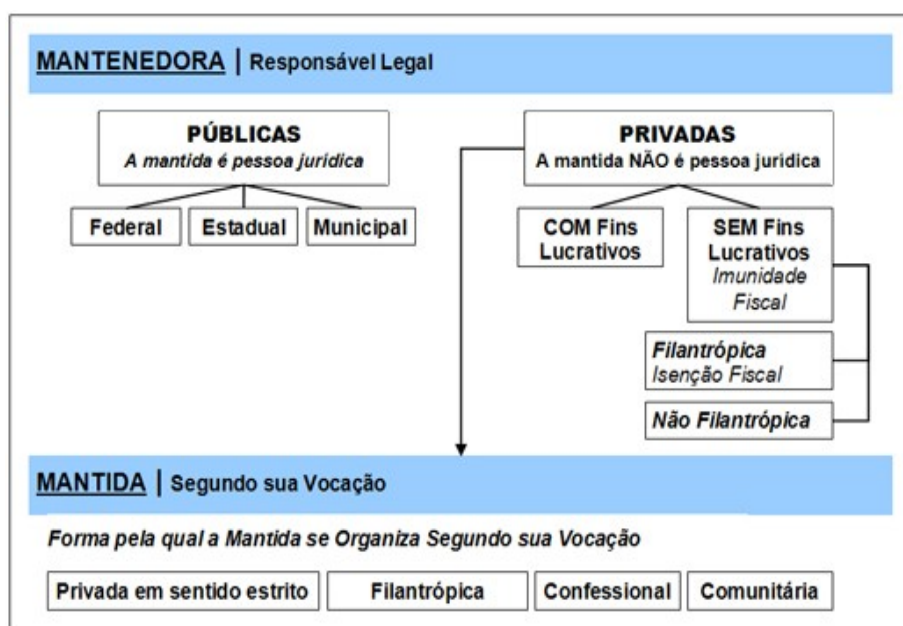 MANTENEDORA | Responsável Legal
PÚBLICAS
A mantida é pessoa jurídica
Federal
Estadual
Municipal
PRIVADAS
A mantida NÃO é pessoa jurídica
COM Fins
Lucrativos
SEM Fins
Lucrativos
Imunidade
Fiscal
Filantrópica
Isenção Fiscal
Não Filantrópica
MANTIDA | Segundo sua Vocação
Forma pela qual a Mantida se Organiza Segundo sua Vocação
Privada em sentido estrito
Filantrópica
Confessional
Comunitária